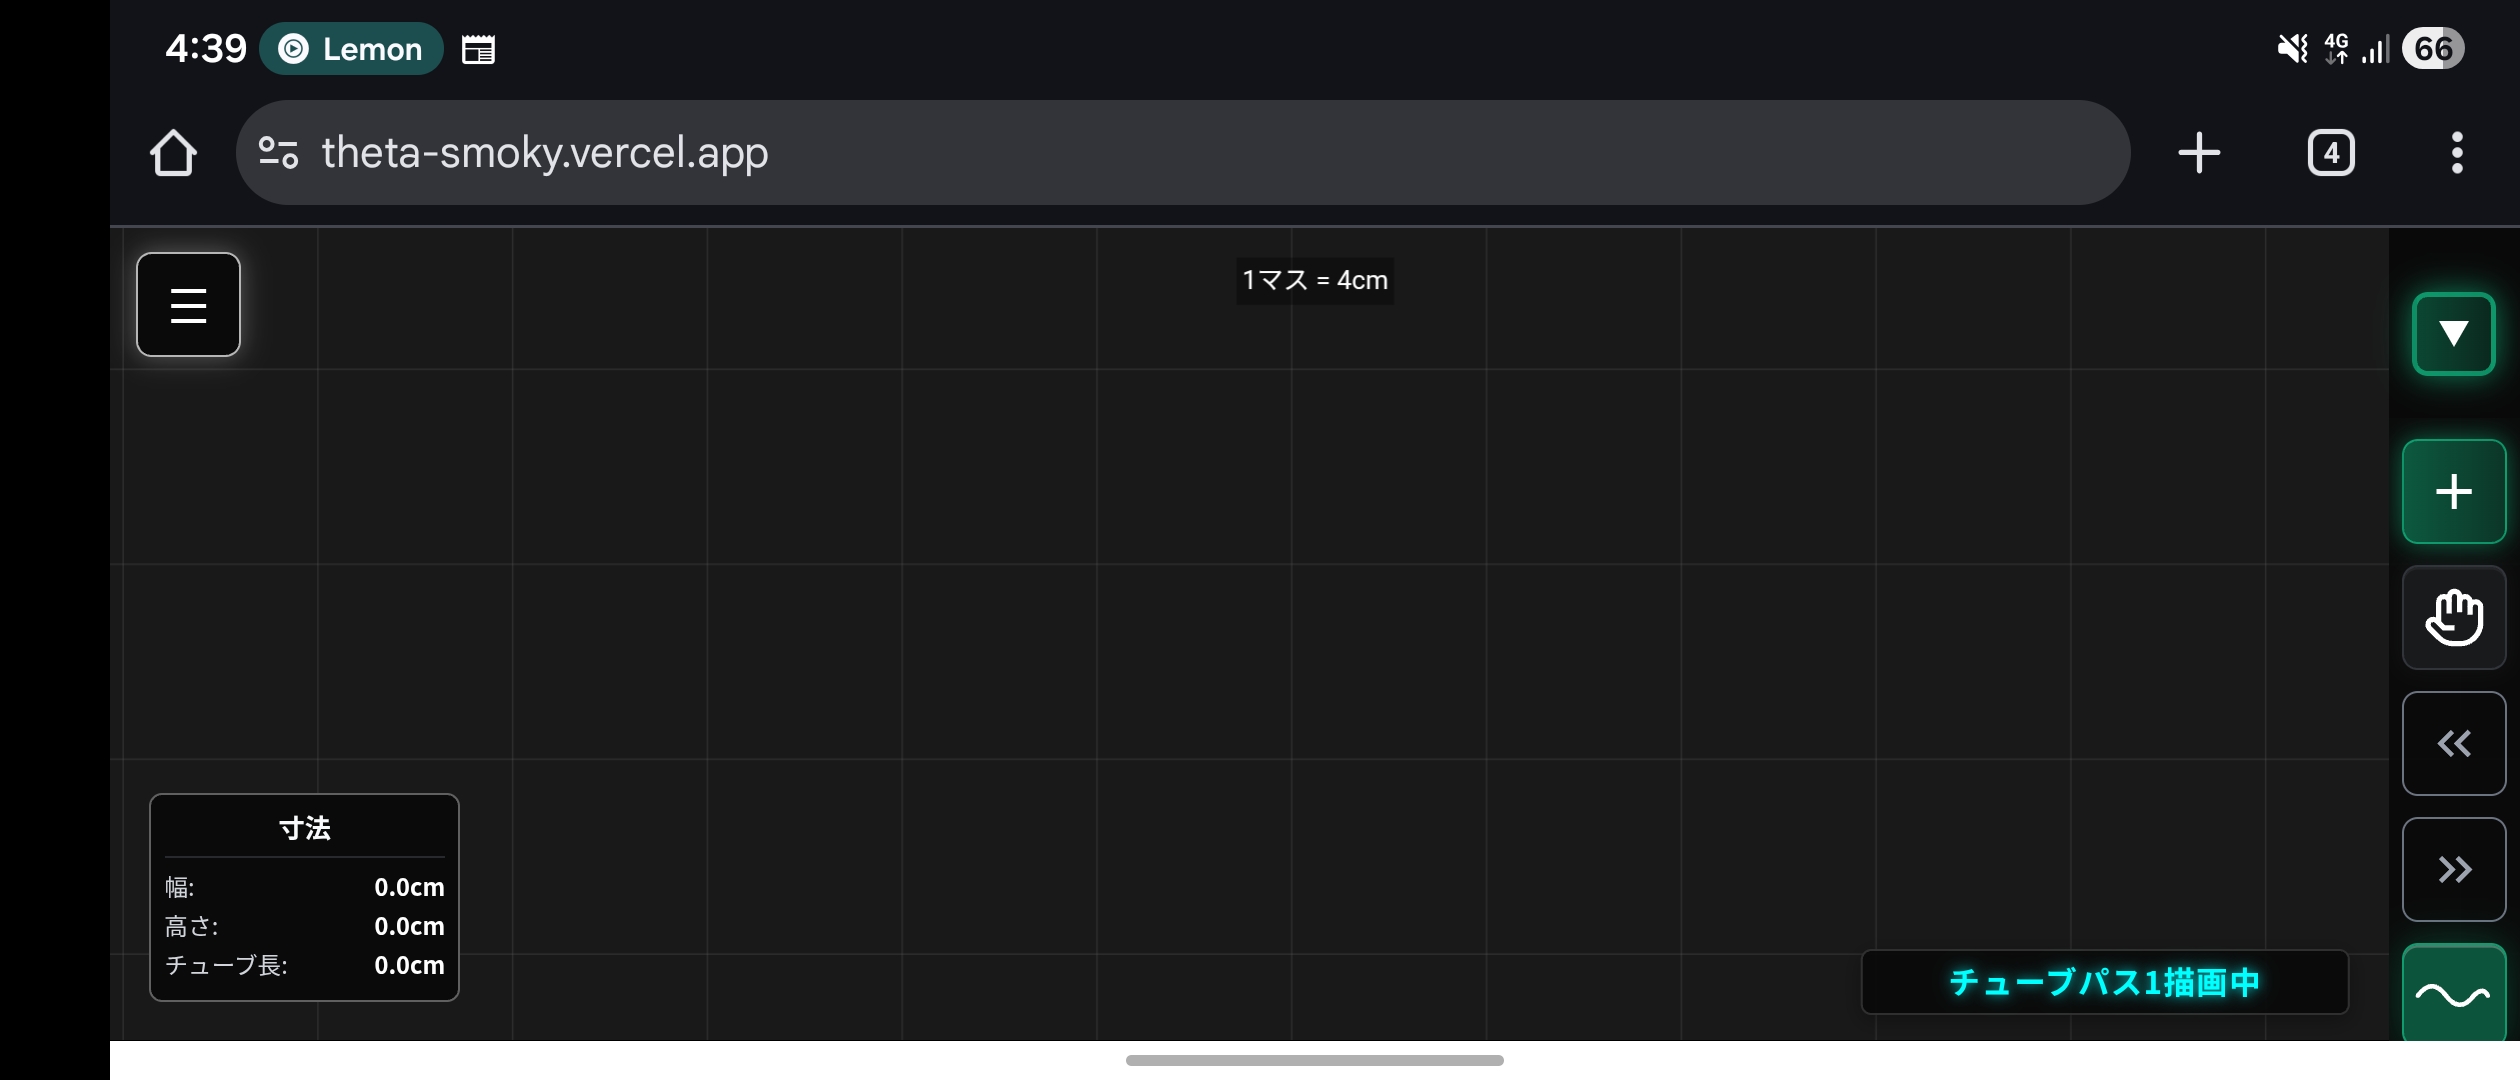 4:39 Lemon 4G 66
theta-smoky.vercel.app 4
1マス = 4cm
寸法
幅: 0.0cm
高さ: 0.0cm
チューブ長: 0.0cm
チューブパス1描画中